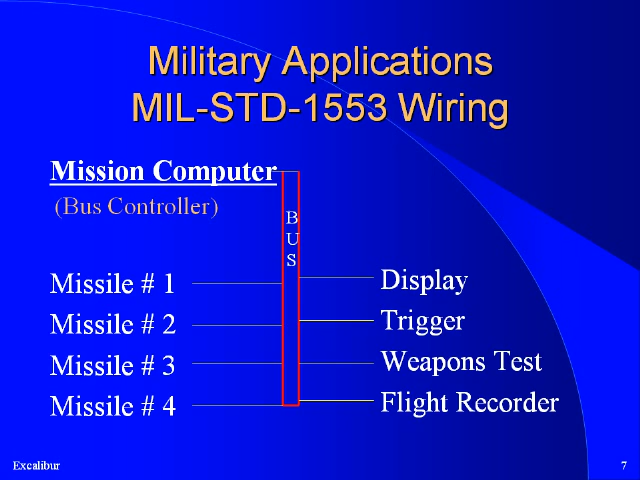 Military Applications
MIL-STD-1553 Wiring
Mission Computer
(Bus Controller)
B
U
S
Missile # 1
Missile # 2
Missile # 3
Missile # 4
Display
Trigger
Weapons Test
Flight Recorder
Excalibur
7